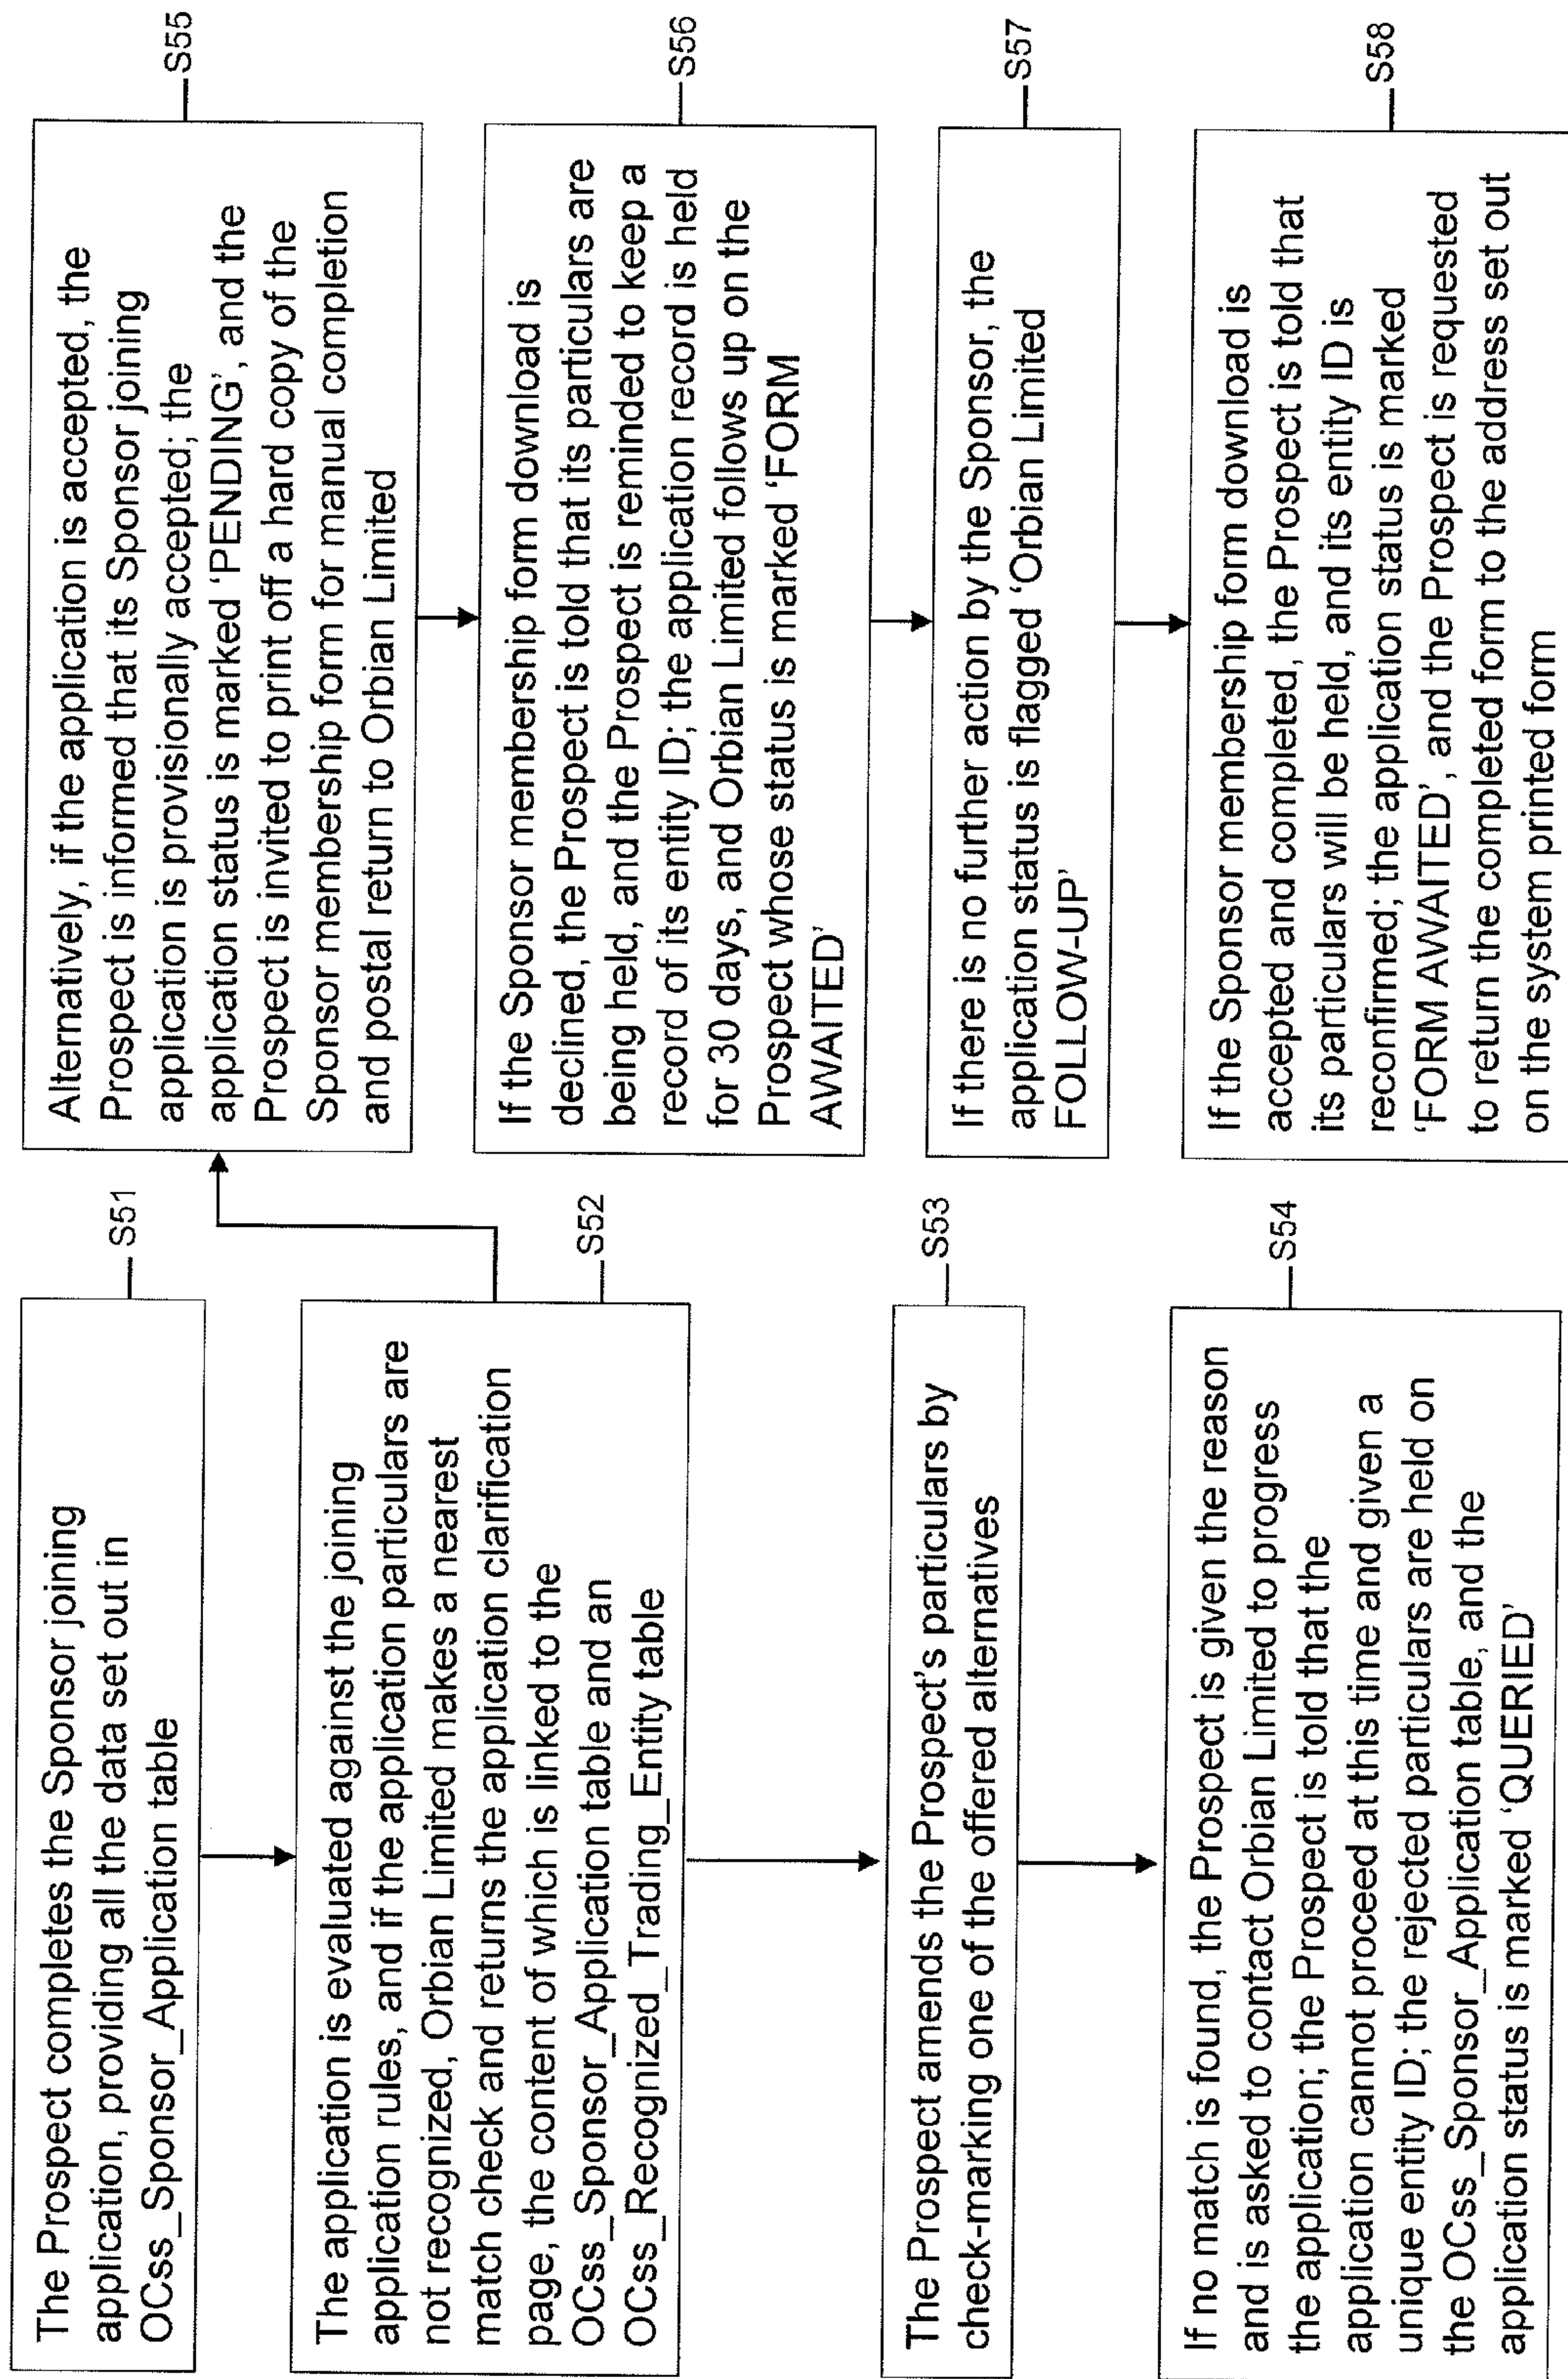 The Prospect completes the Sponsor joining
application, providing all the data set out in
OCss_Sponsor_Application table
S51
The application is evaluated against the joining
application rules, and if the application particulars are
not recognized, Orbian Limited makes a nearest
match check and returns the application clarification
page, the content of which is linked to the
OCss_Sponsor_Application table and an
OCss_Recognized_Trading_Entity table
S52
The Prospect amends the Prospect's particulars by
check-marking one of the offered alternatives
S53
If no match is found, the Prospect is given the reason
and is asked to contact Orbian Limited to progress
the application; the Prospect is told that the
application cannot proceed at this time and given a
unique entity ID; the rejected particulars are held on
the OCss_Sponsor_Application table, and the
application status is marked 'QUERIED'
S54
Alternatively, if the application is accepted, the
Prospect is informed that its Sponsor joining
application is provisionally accepted; the
application status is marked 'PENDING', and the
Prospect is invited to print off a hard copy of the
Sponsor membership form for manual completion
and postal return to Orbian Limited
S55
If the Sponsor membership form download is
declined, the Prospect is told that its particulars are
being held, and the Prospect is reminded to keep a
record of its entity ID; the application record is held
for 30 days, and Orbian Limited follows up on the
Prospect whose status is marked 'FORM
AWAITED'
S56
If there is no further action by the Sponsor, the
application status is flagged 'Orbian Limited
FOLLOW-UP'
S57
If the Sponsor membership form download is
accepted and completed, the Prospect is told that
its particulars will be held, and its entity ID is
reconfirmed; the application status is marked
'FORM AWAITED', and the Prospect is requested
to return the completed form to the address set out
on the system printed form
S58